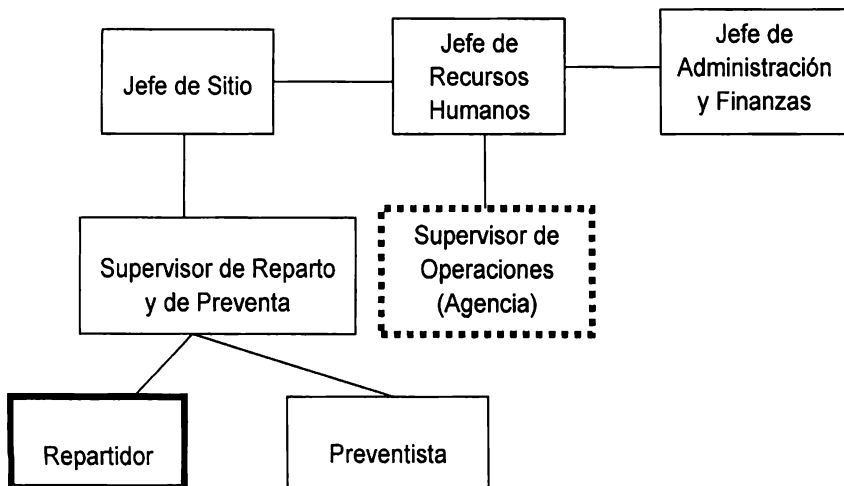 Jefe de Sitio
Jefe de
Recursos
Humanos
Jefe de
Administración
y Finanzas
Supervisor de Reparto
y de Preventa
Supervisor de
Operaciones
(Agencia)
Repartidor
Preventista